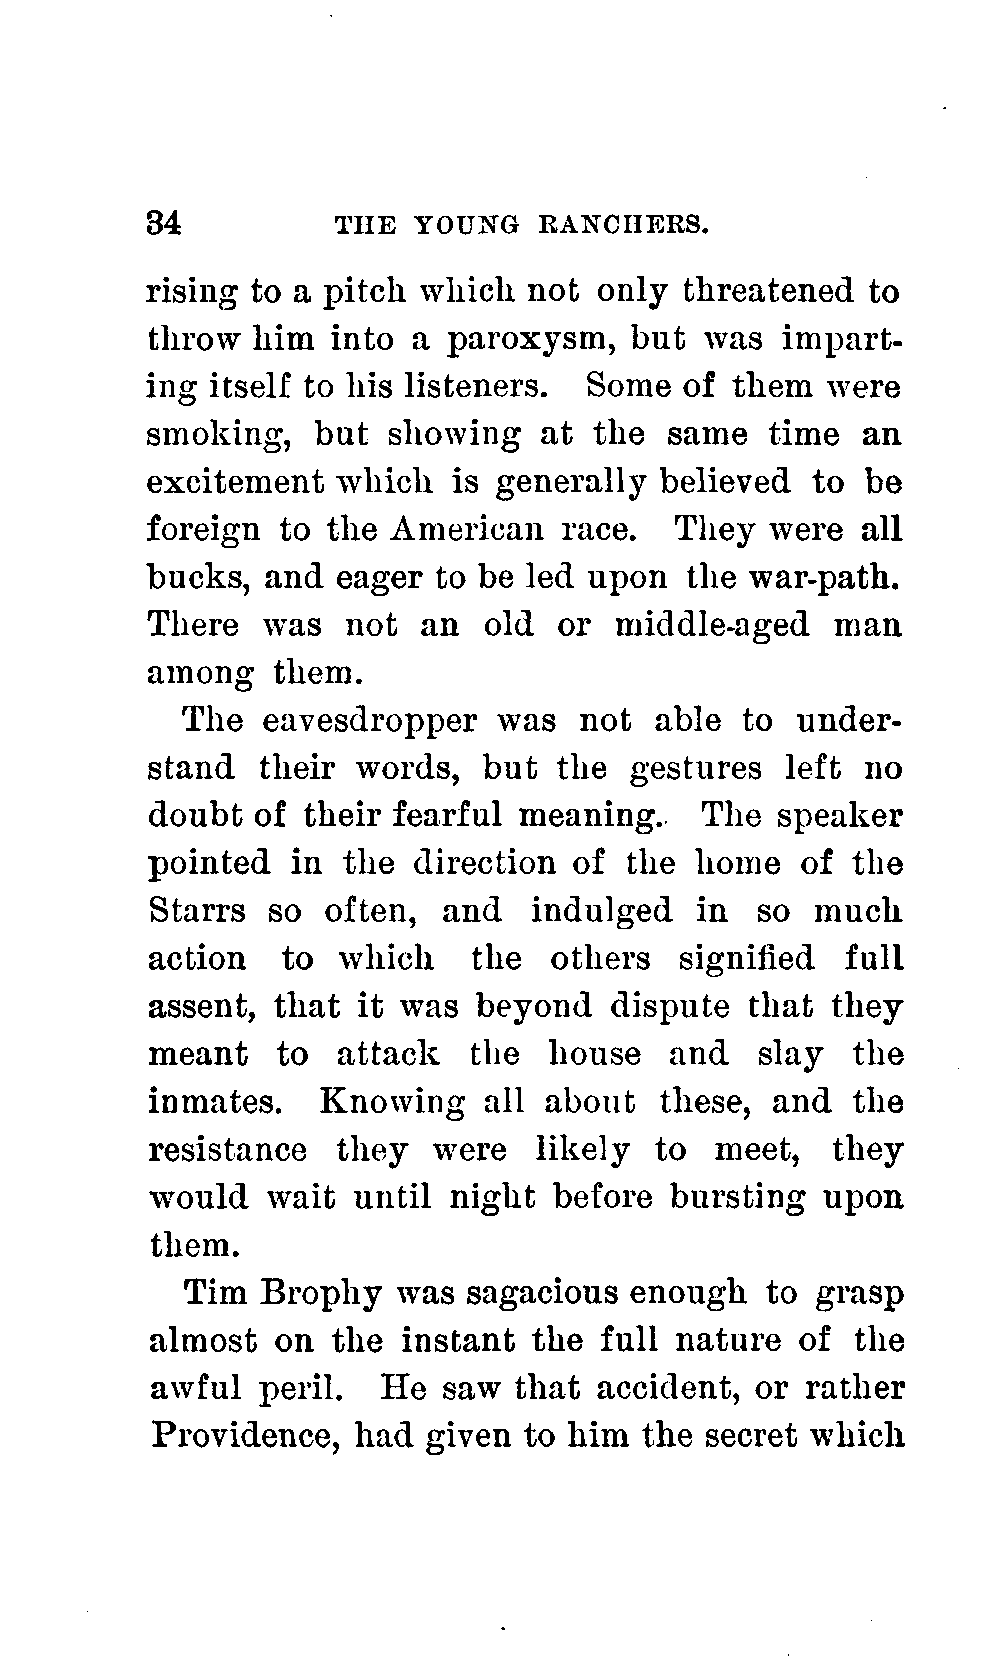 34 THE YOUNG RANCHERS.
rising to a pitch which not only threatened to
throw him into a paroxysm, but was impart-
ing itself to his listeners. Some of them were
smoking, but showing at the same time an
excitement which is generally believed to be
foreign to the American race. They were all
bucks, and eager to be led upon the war-path.
There was not an old or middle-aged man
among them.
The eavesdropper was not able to under-
stand their words, but the gestures left no
doubt of their fearful meaning. The speaker
pointed in the direction of the home of the
Starrs so often, and indulged in so much
action to which the others signified full
assent, that it was beyond dispute that they
meant to attack the house and slay the
inmates. Knowing all about these, and the
resistance they were likely to meet, they
would wait until night before bursting upon
them.
Tim Brophy was sagacious enough to grasp
almost on the instant the full nature of the
awful peril. He saw that accident, or rather
Providence, had given to him the secret which